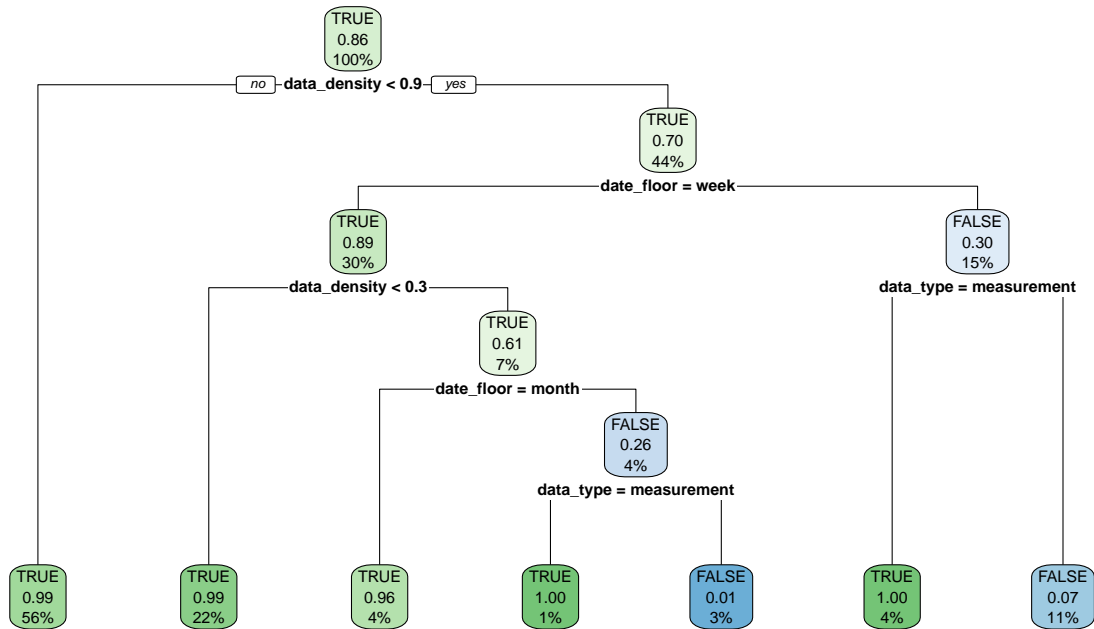 TRUE
0.86
100%
no data_density < 0.9 yes
TRUE
0.70
44%
date_floor = week
TRUE
0.89
30%
FALSE
0.30
15%
data_density < 0.3
data_type = measurement
TRUE
0.61
7%
date_floor = month
FALSE
0.26
4%
data_type = measurement
TRUE
0.99
56%
TRUE
0.99
22%
TRUE
0.96
4%
TRUE
1.00
1%
FALSE
0.01
3%
TRUE
1.00
4%
FALSE
0.07
11%